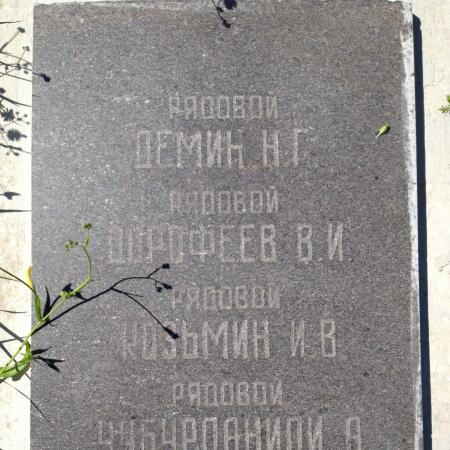 РЯДОВОЙ
ДЕМИН Н.Г.
РЯДОВОЙ
ДОРОФЕЕВ В.И
РЯДОВОЙ
КОЗЬМИН И.В
РЯДОВОЙ
А